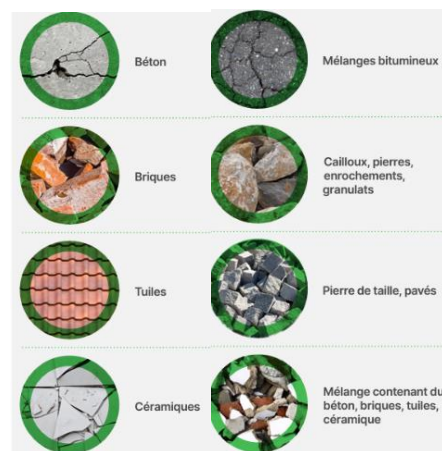 Béton
Mélanges bitumineux
Briques
Cailloux, pierres,
enrochements,
granulats
Tuiles
Pierre de taille, pavés
Céramiques
Mélange contenant du
béton, briques, tuiles,
céramique